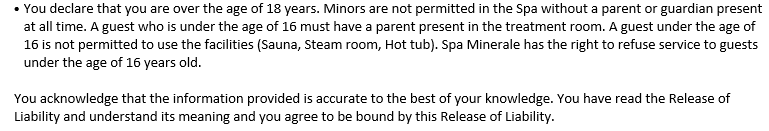 • You declare that you are over the age of 18 years. Minors are not permitted in the Spa without a parent or guardian present
at all time. A guest who is under the age of 16 must have a parent present in the treatment room. A guest under the age of
16 is not permitted to use the facilities (Sauna, Steam room, Hot tub). Spa Minerale has the right to refuse service to guests
under the age of 16 years old.
You acknowledge that the information provided is accurate to the best of your knowledge. You have read the Release of
Liability and understand its meaning and you agree to be bound by this Release of Liability.